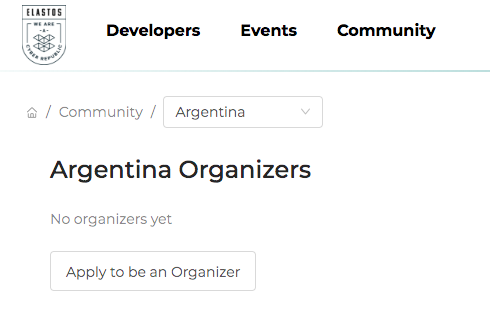 ELASTOS
WE ARE
A
CYBER REPUBLIC
Developers Events Community
/ Community / Argentina
Argentina Organizers
No organizers yet
Apply to be an Organizer